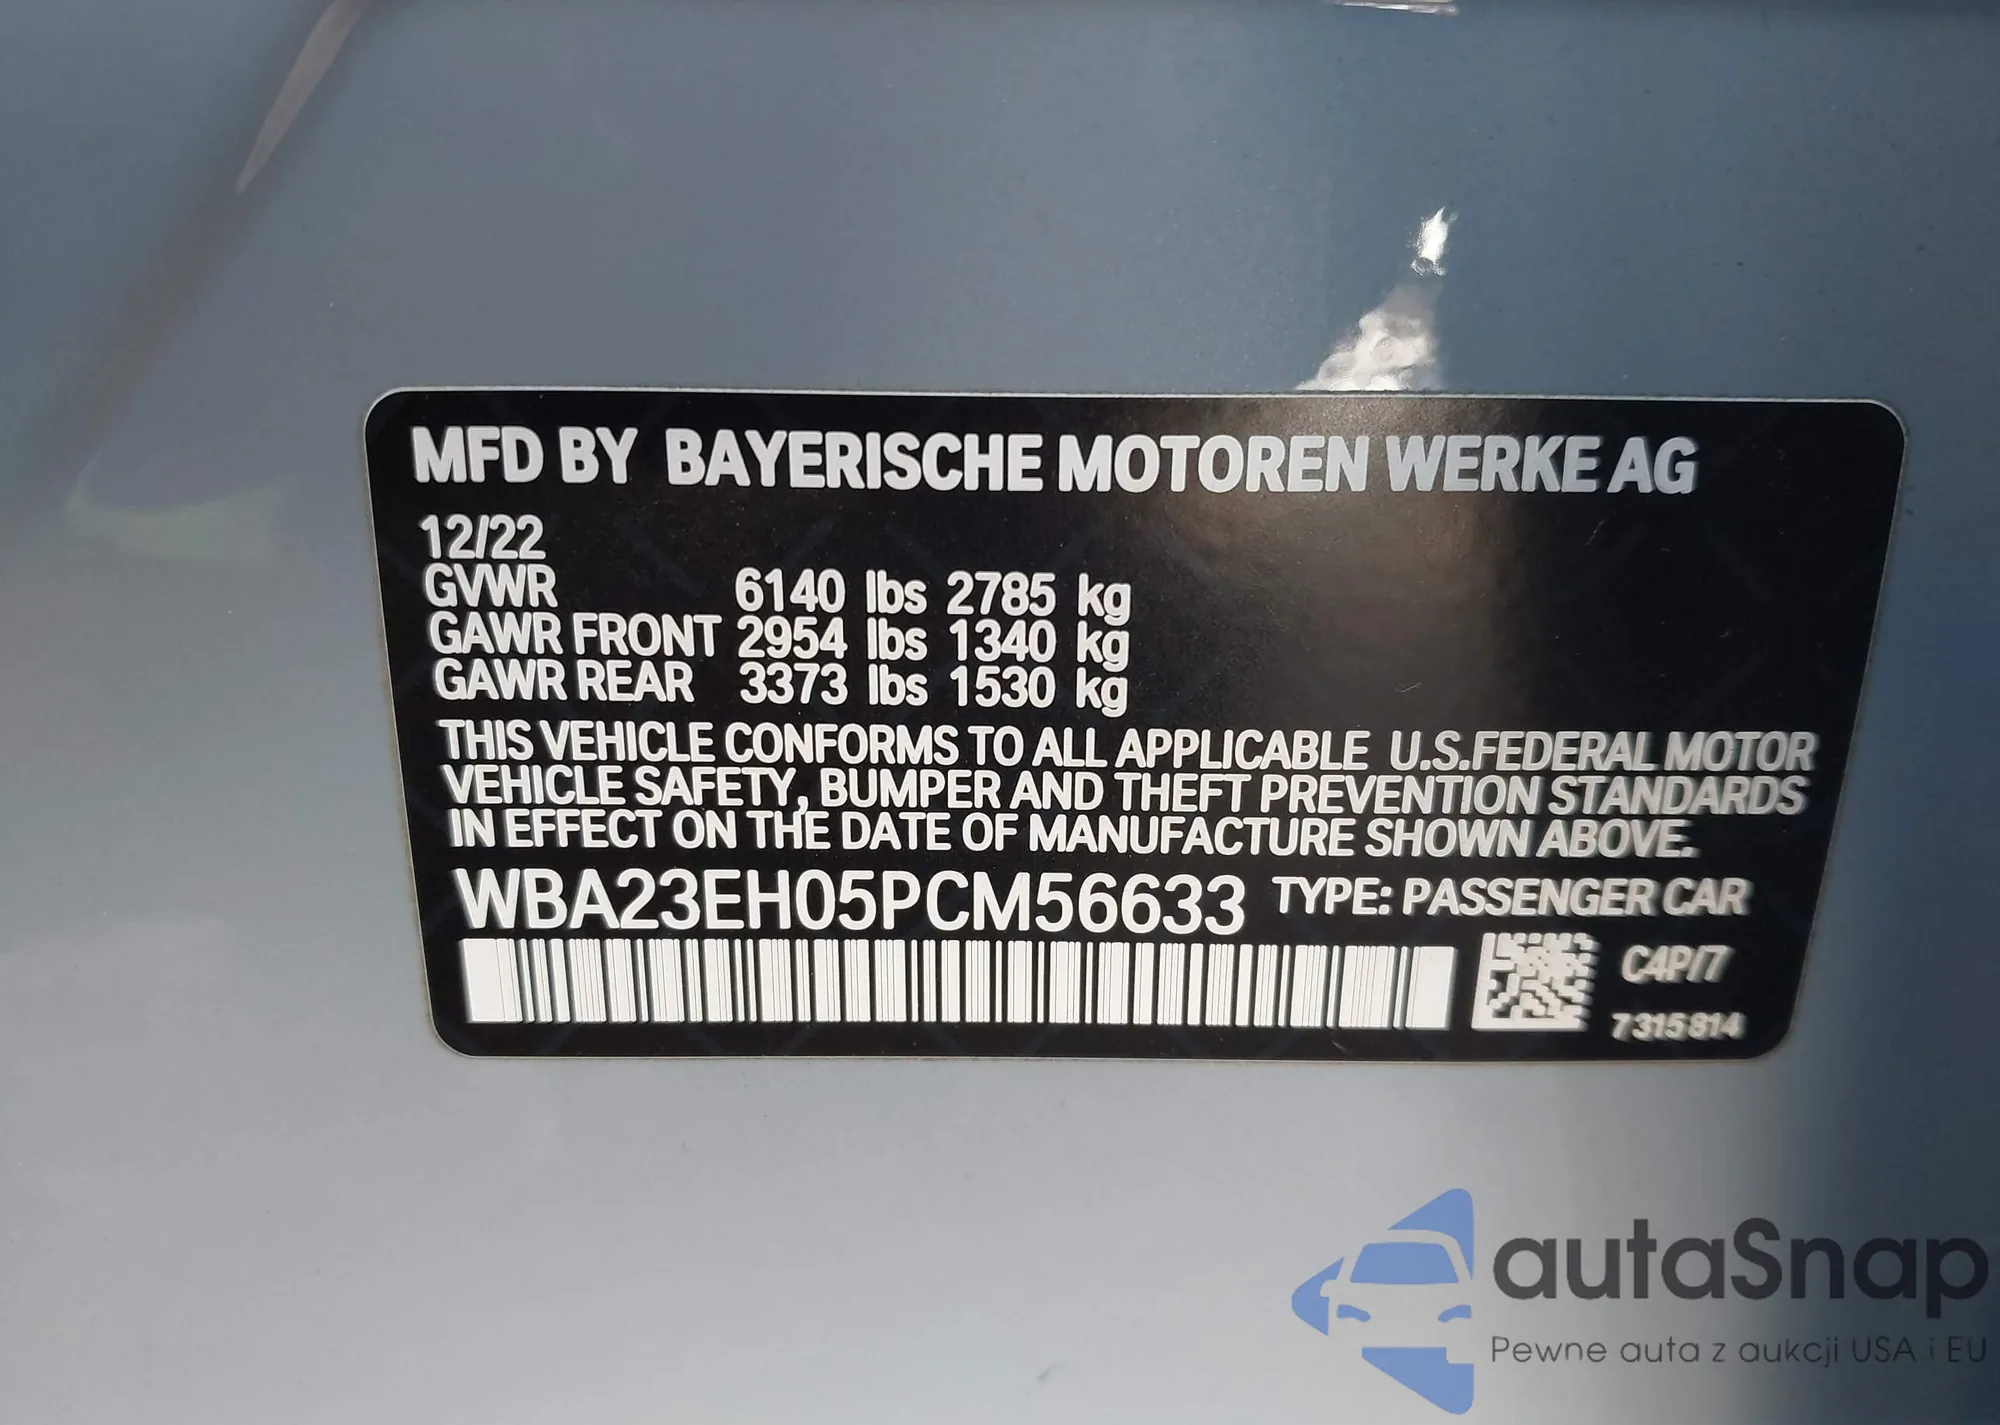 MFD BY BAYERISCHE MOTOREN WERKE AG
12/22
GVWR 6140 lbs 2785 kg
GAWR FRONT 2954 lbs 1340 kg
GAWR REAR 3373 lbs 1530 kg
THIS VEHICLE CONFORMS TO ALL APPLICABLE U.S.FEDERAL MOTOR
VEHICLE SAFETY, BUMPER AND THEFT PREVENTION STANDARDS
IN EFFECT ON THE DATE OF MANUFACTURE SHOWN ABOVE.
WBA23EH05PCM56633 TYPE: PASSENGER CAR
C4P/7
7315814
autaSnap
Pewne auta z aukcji USA i EU